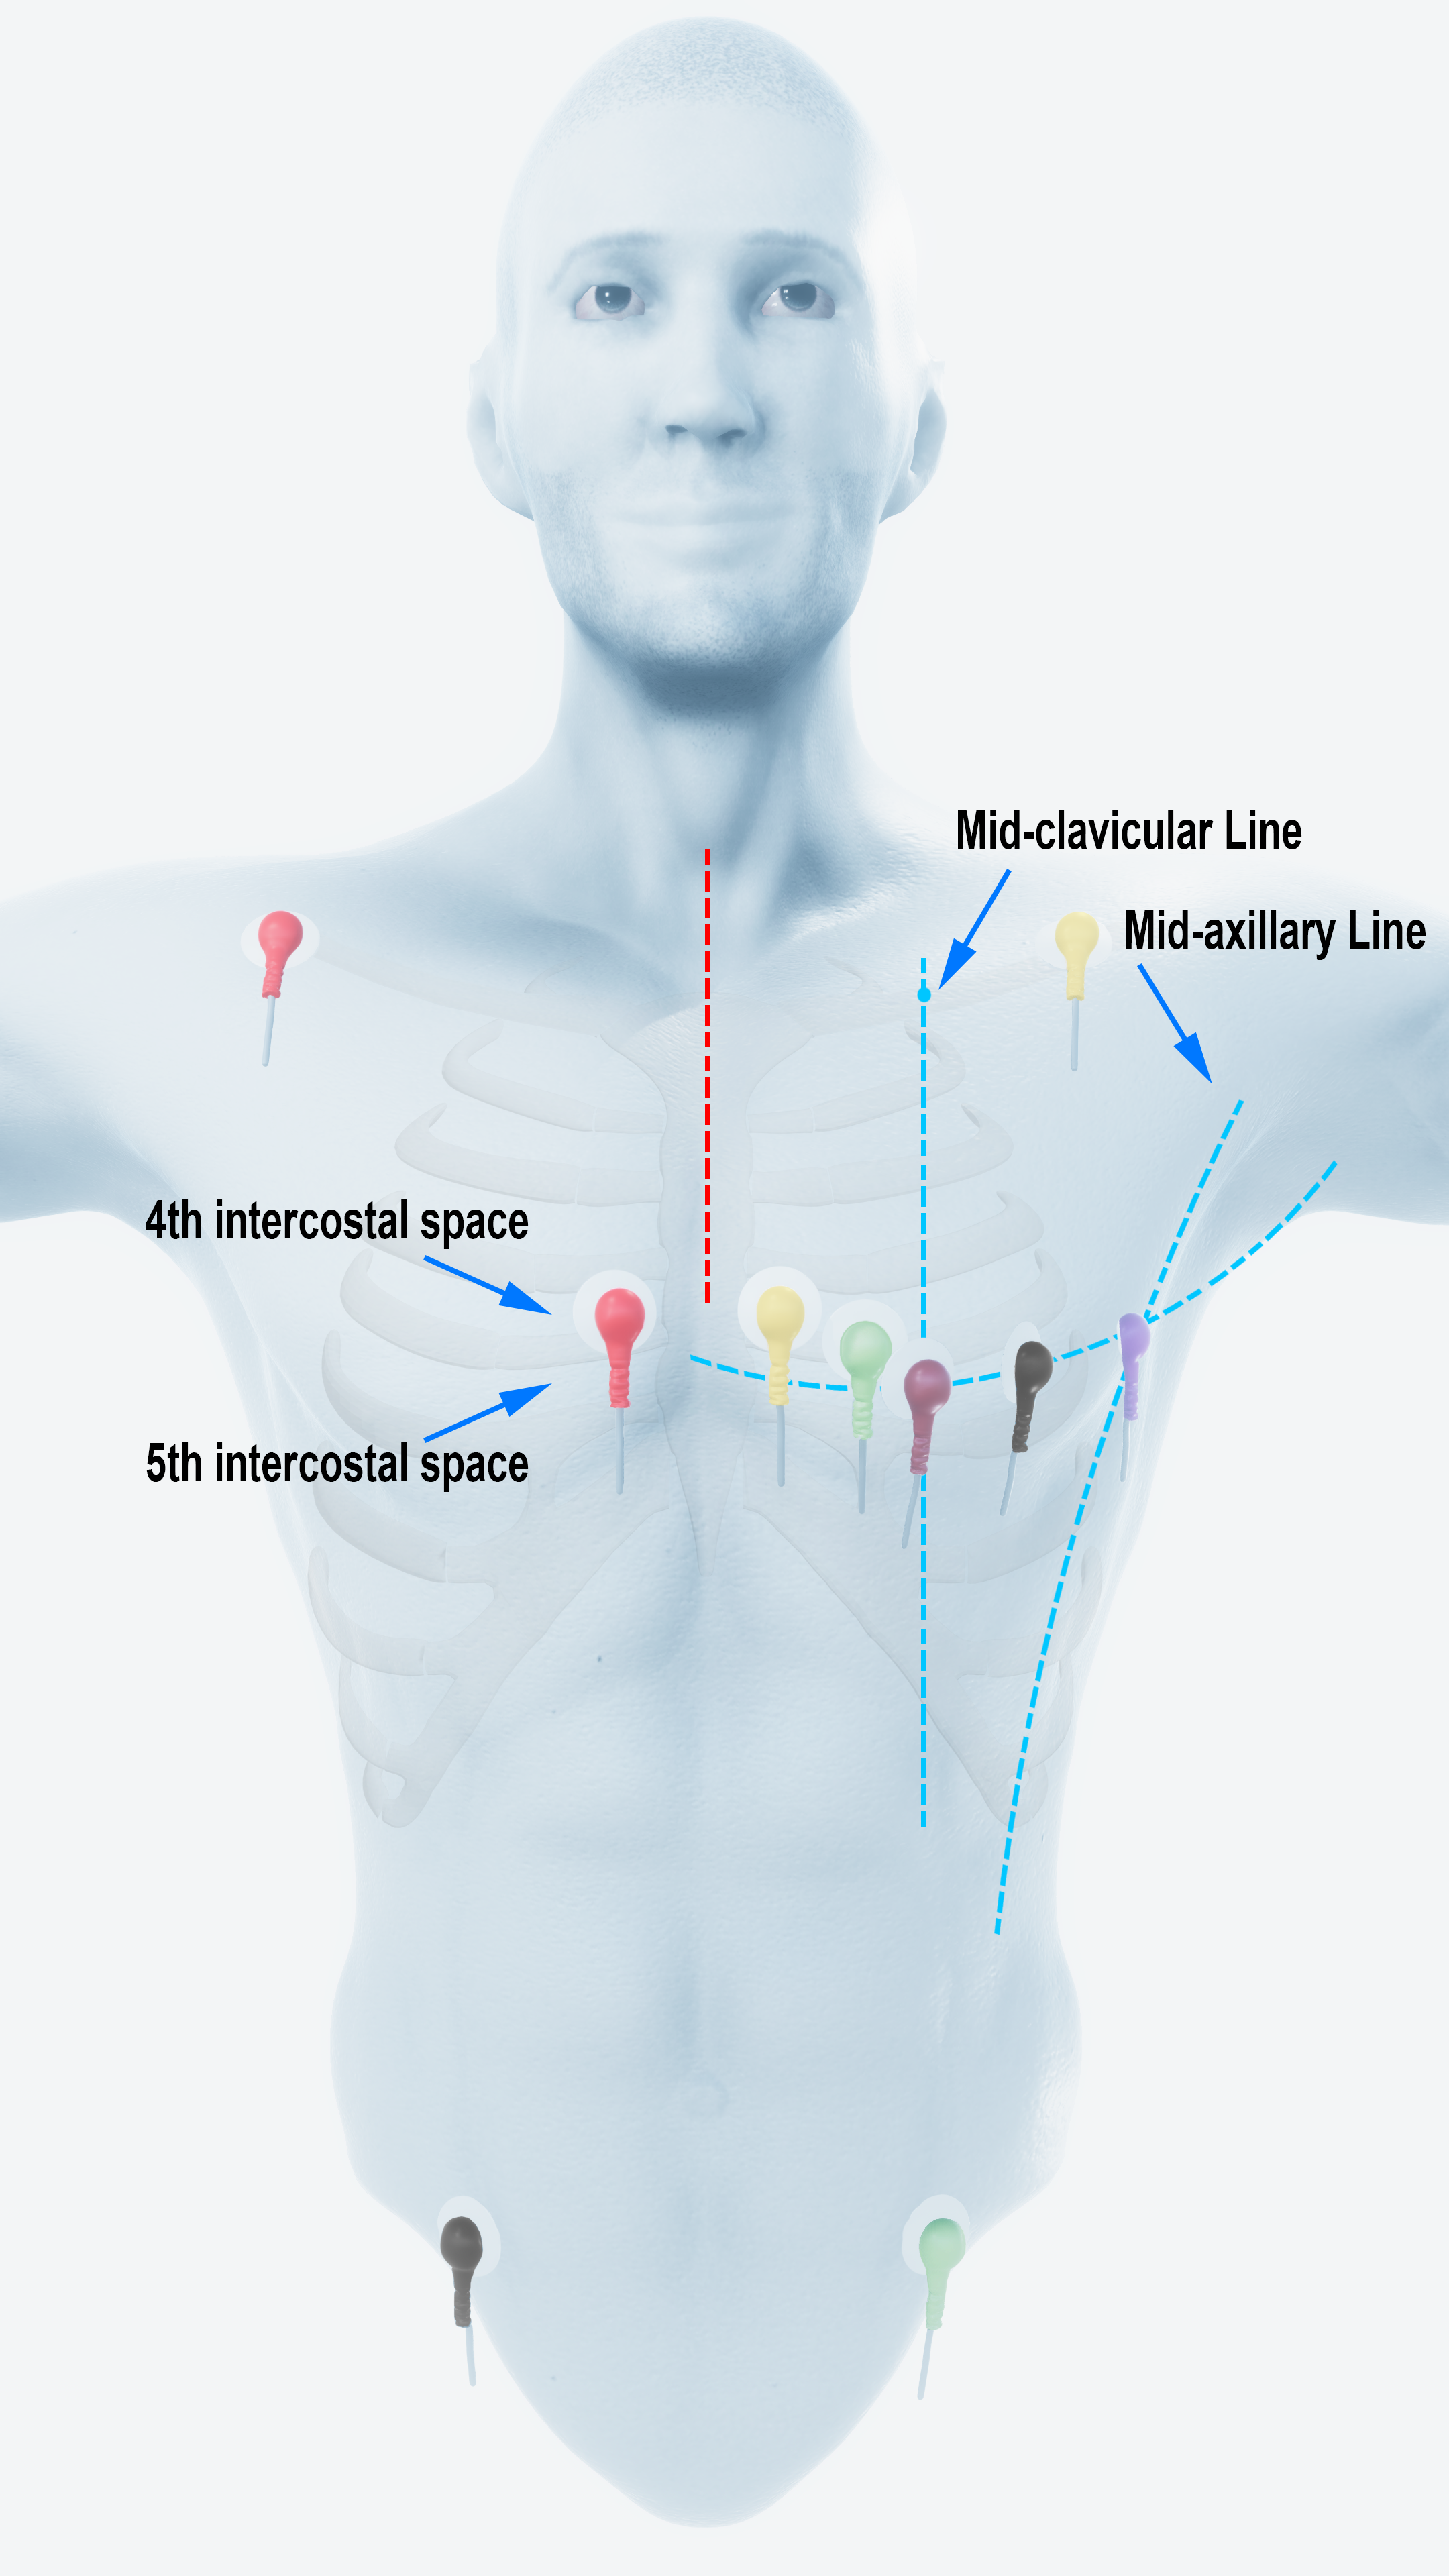 Mid-clavicular Line
Mid-axillary Line
4th intercostal space
5th intercostal space